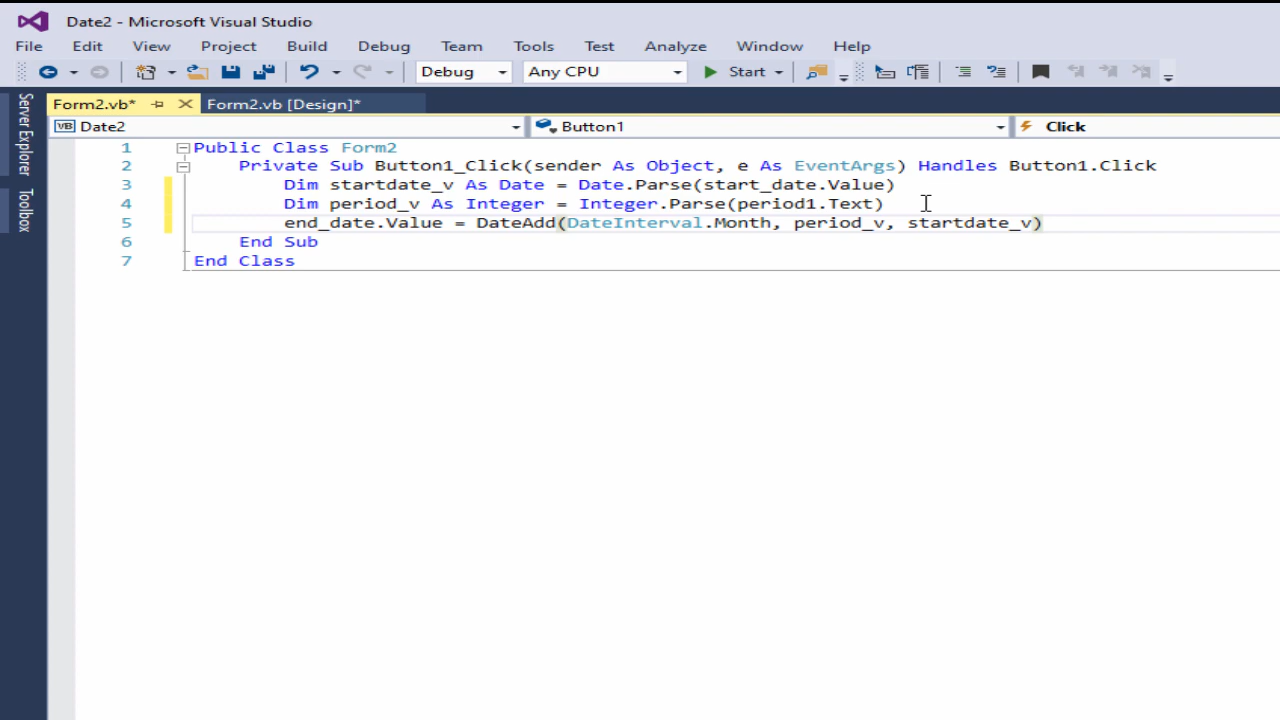 Date2 - Microsoft Visual Studio
File Edit View Project Build Debug Team Tools Test Analyze Window Help
Debug Any CPU Start
Form2.vb* Form2.vb [Design]*
VB Date2 Button1 Click
Server Explorer
Toolbox
1 Public Class Form2
2 Private Sub Button1_Click(sender As Object, e As EventArgs) Handles Button1.Click
3 Dim startdate_v As Date = Date.Parse(start_date.Value)
4 Dim period_v As Integer = Integer.Parse(period1.Text)
5 end_date.Value = DateAdd(DateInterval.Month, period_v, startdate_v)
6 End Sub
7 End Class